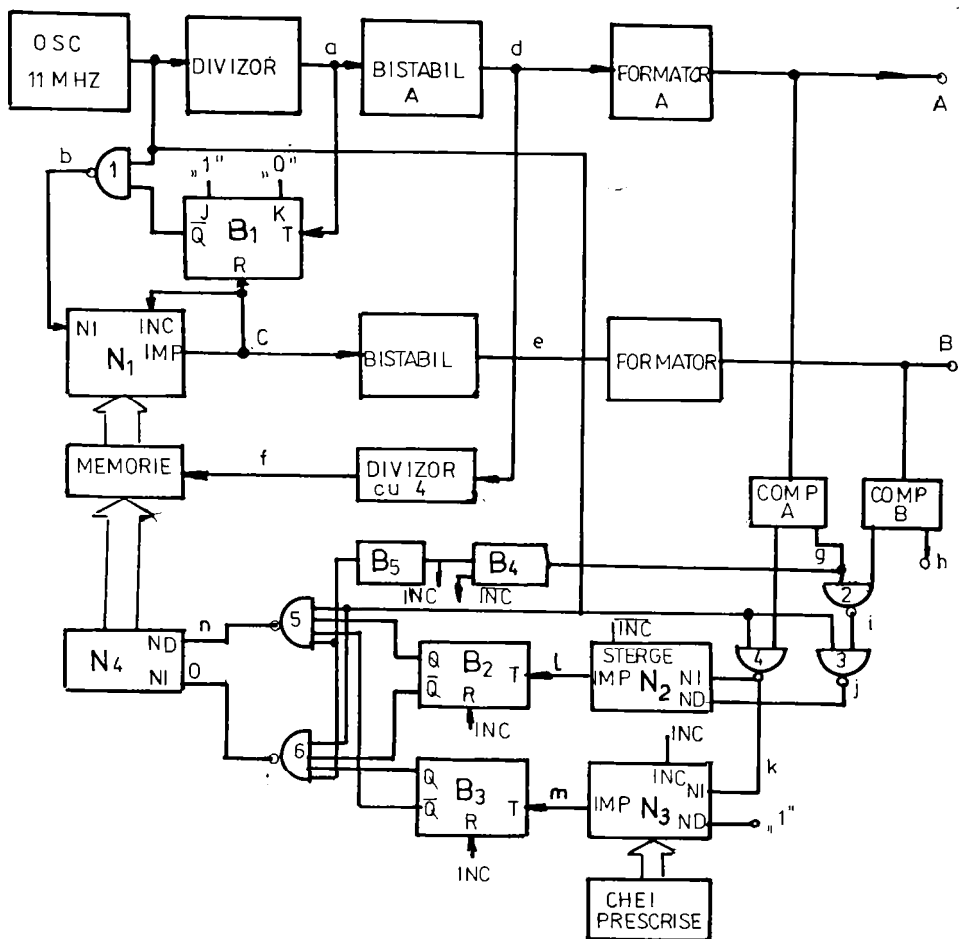 OSC
11 MHZ
DIVIZOR
a
BISTABIL
A
d
FORMATOR
A
A
b
1
„1"
„0"
J
K
Q̅
B1
T
R
NI
INC
N1
IMP
C
BISTABIL
e
FORMATOR
B
MEMORIE
f
DIVIZOR
cu 4
COMP
A
COMP
B
g
h
B5
B4
INC
I̅N̅C̅
2
i
n
5
N4
ND
NI
O
Q
B2
Q̅
T
R
INC
l
I̅N̅C̅
STERGE
IMP
N2
NI
ND
4
3
j
k
6
Q
B3
Q̅
T
R
INC
m
INC
INC
IMP
N3
NI
ND
„1"
CHEI
PRESCRISE